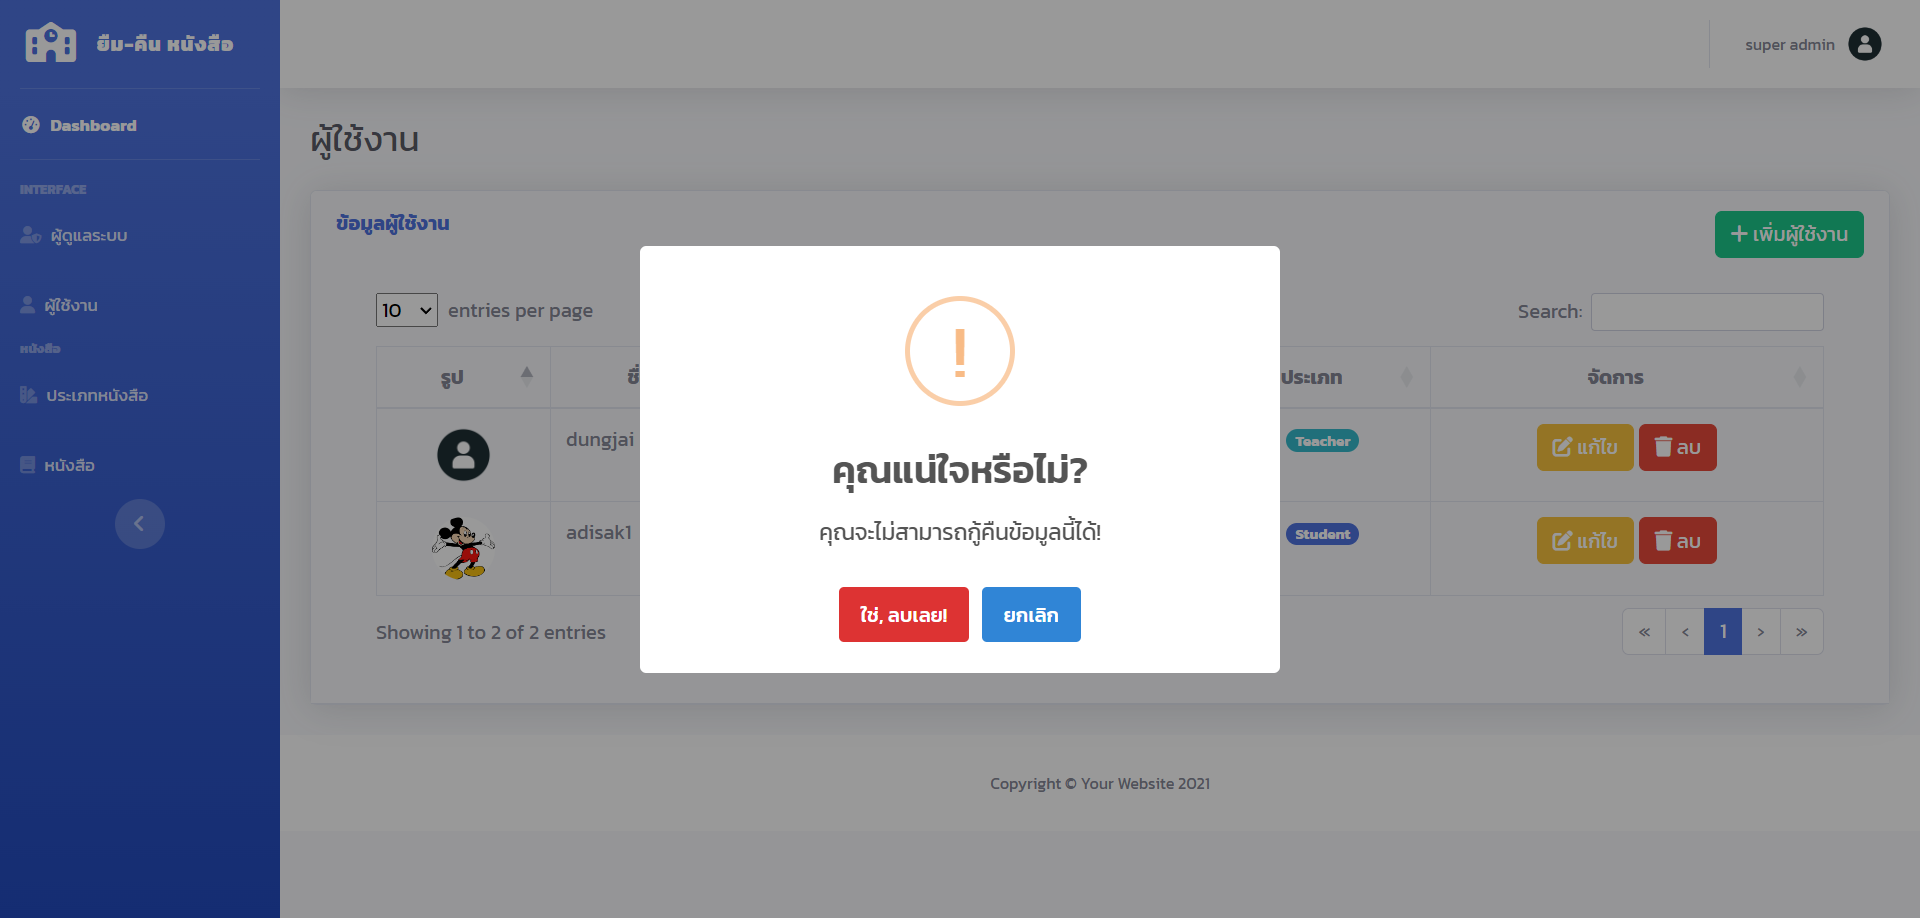 ยืม-คืน หนังสือ
super admin
Dashboard
INTERFACE
ผู้ดูแลระบบ
ผู้ใช้งาน
หนังสือ
ประเภทหนังสือ
หนังสือ
ผู้ใช้งาน
ข้อมูลผู้ใช้งาน
เพิ่มผู้ใช้งาน
10 entries per page
Search:
รูป
ประเภท
จัดการ
dungjai
Teacher
แก้ไข
ลบ
adisak1
Student
แก้ไข
ลบ
Showing 1 to 2 of 2 entries
« ‹ 1 › »
!
คุณแน่ใจหรือไม่?
คุณจะไม่สามารถกู้คืนข้อมูลนี้ได้!
ใช่, ลบเลย!
ยกเลิก
Copyright © Your Website 2021